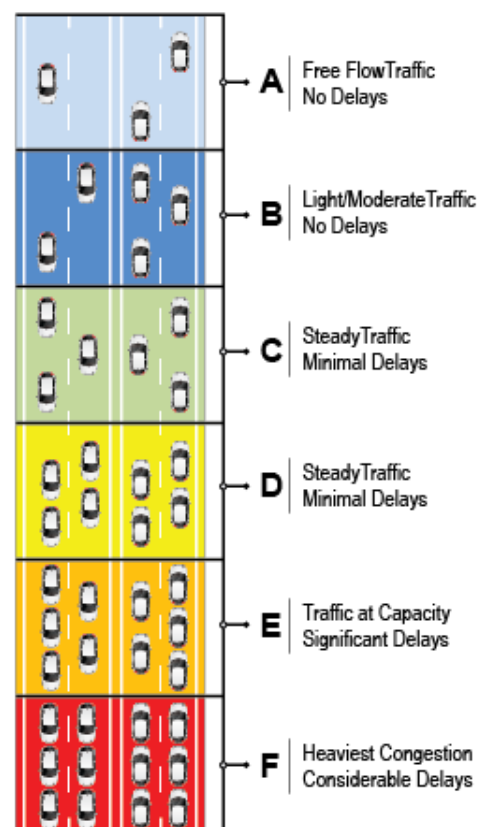 A
Free FlowTraffic
No Delays
B
Light/ModerateTraffic
No Delays
C
SteadyTraffic
Minimal Delays
D
SteadyTraffic
Minimal Delays
E
Traffic at Capacity
Significant Delays
F
Heaviest Congestion
Considerable Delays